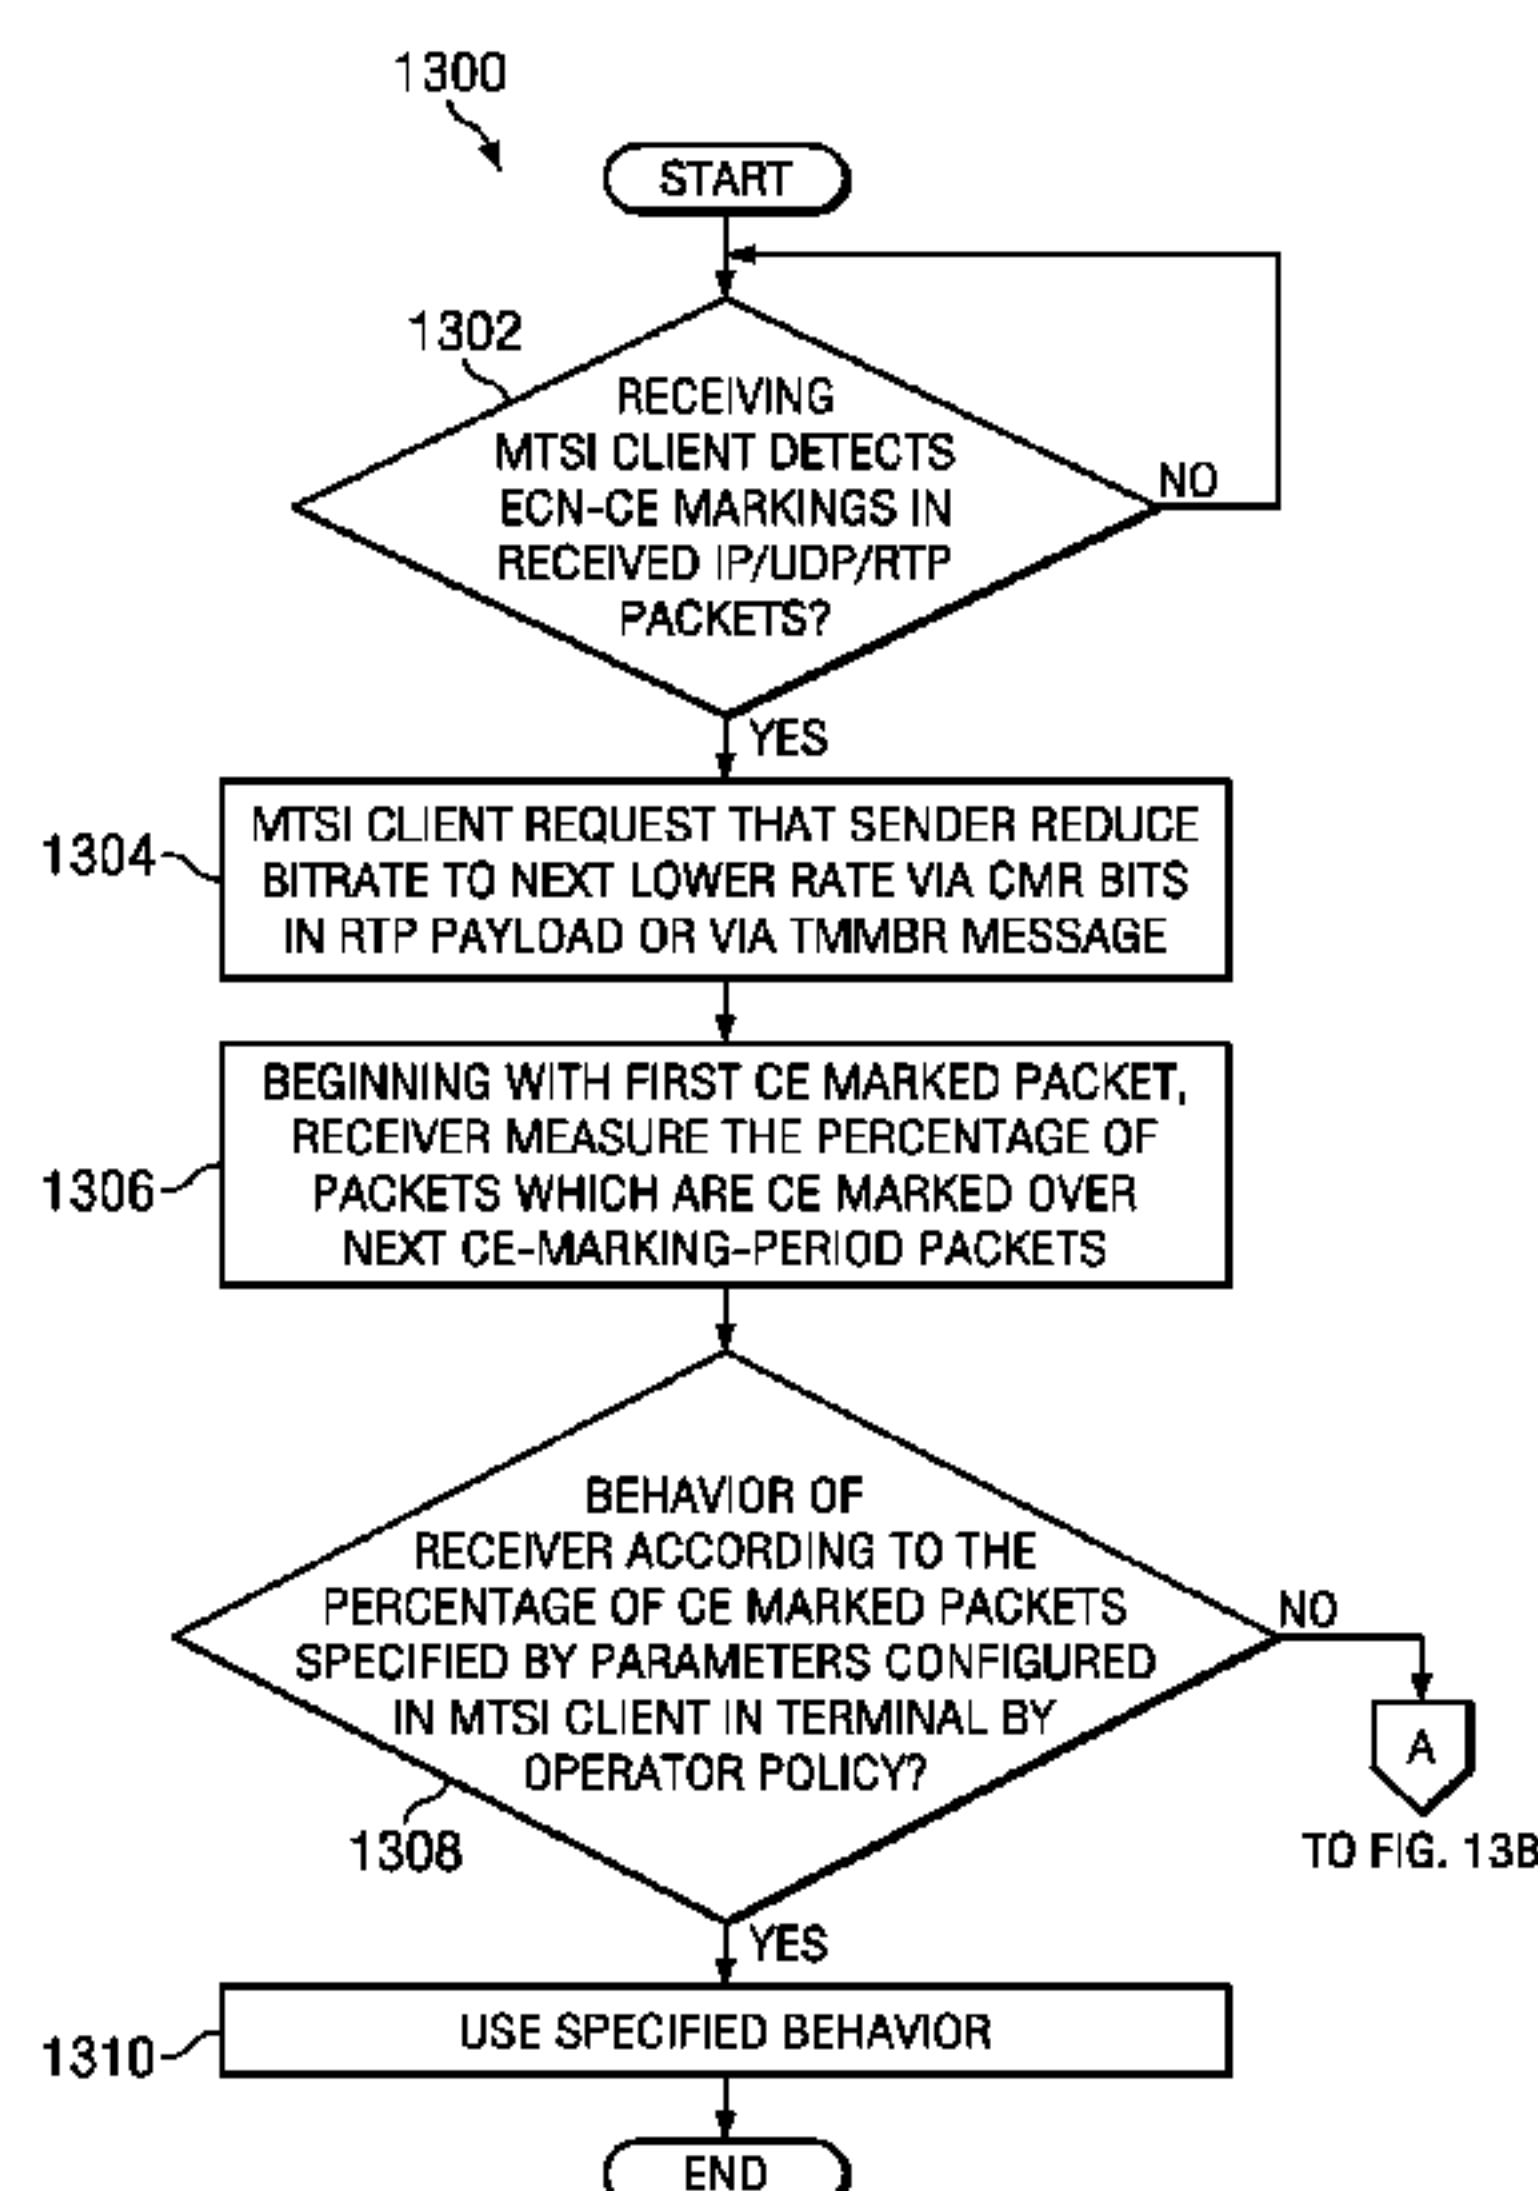 1300
START
1302
RECEIVING
MTSI CLIENT DETECTS
ECN-CE MARKINGS IN
RECEIVED IP/UDP/RTP
PACKETS?
NO
YES
1304
MTSI CLIENT REQUEST THAT SENDER REDUCE
BITRATE TO NEXT LOWER RATE VIA CMR BITS
IN RTP PAYLOAD OR VIA TMMBR MESSAGE
1306
BEGINNING WITH FIRST CE MARKED PACKET,
RECEIVER MEASURE THE PERCENTAGE OF
PACKETS WHICH ARE CE MARKED OVER
NEXT CE-MARKING-PERIOD PACKETS
BEHAVIOR OF
RECEIVER ACCORDING TO THE
PERCENTAGE OF CE MARKED PACKETS
SPECIFIED BY PARAMETERS CONFIGURED
IN MTSI CLIENT IN TERMINAL BY
OPERATOR POLICY?
NO
A
TO FIG. 13B
1308
YES
1310
USE SPECIFIED BEHAVIOR
END